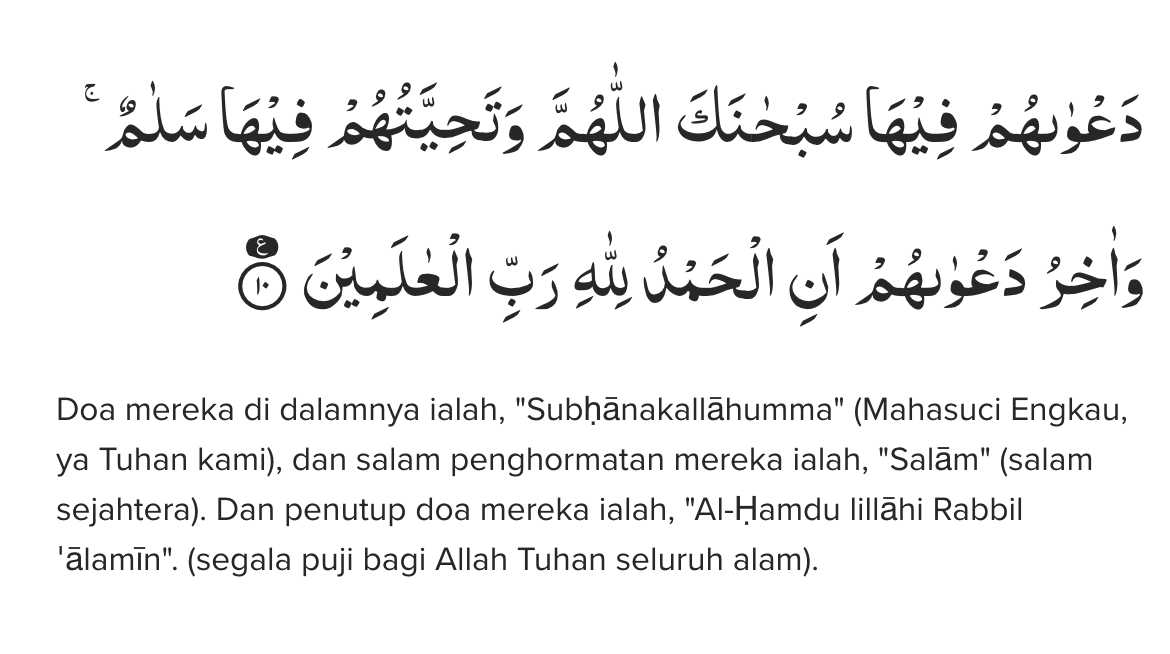 دَعْوٰىهُمْ فِيْهَا سُبْحٰنَكَ اللّٰهُمَّ وَتَحِيَّتُهُمْ فِيْهَا سَلٰمٌۚ
وَاٰخِرُ دَعْوٰىهُمْ اَنِ الْحَمْدُ لِلّٰهِ رَبِّ الْعٰلَمِيْنَ ࣖ ١٠
Doa mereka di dalamnya ialah, "Subḥānakallāhumma" (Mahasuci Engkau,
ya Tuhan kami), dan salam penghormatan mereka ialah, "Salām" (salam
sejahtera). Dan penutup doa mereka ialah, "Al-Ḥamdu lillāhi Rabbil
'ālamīn". (segala puji bagi Allah Tuhan seluruh alam).